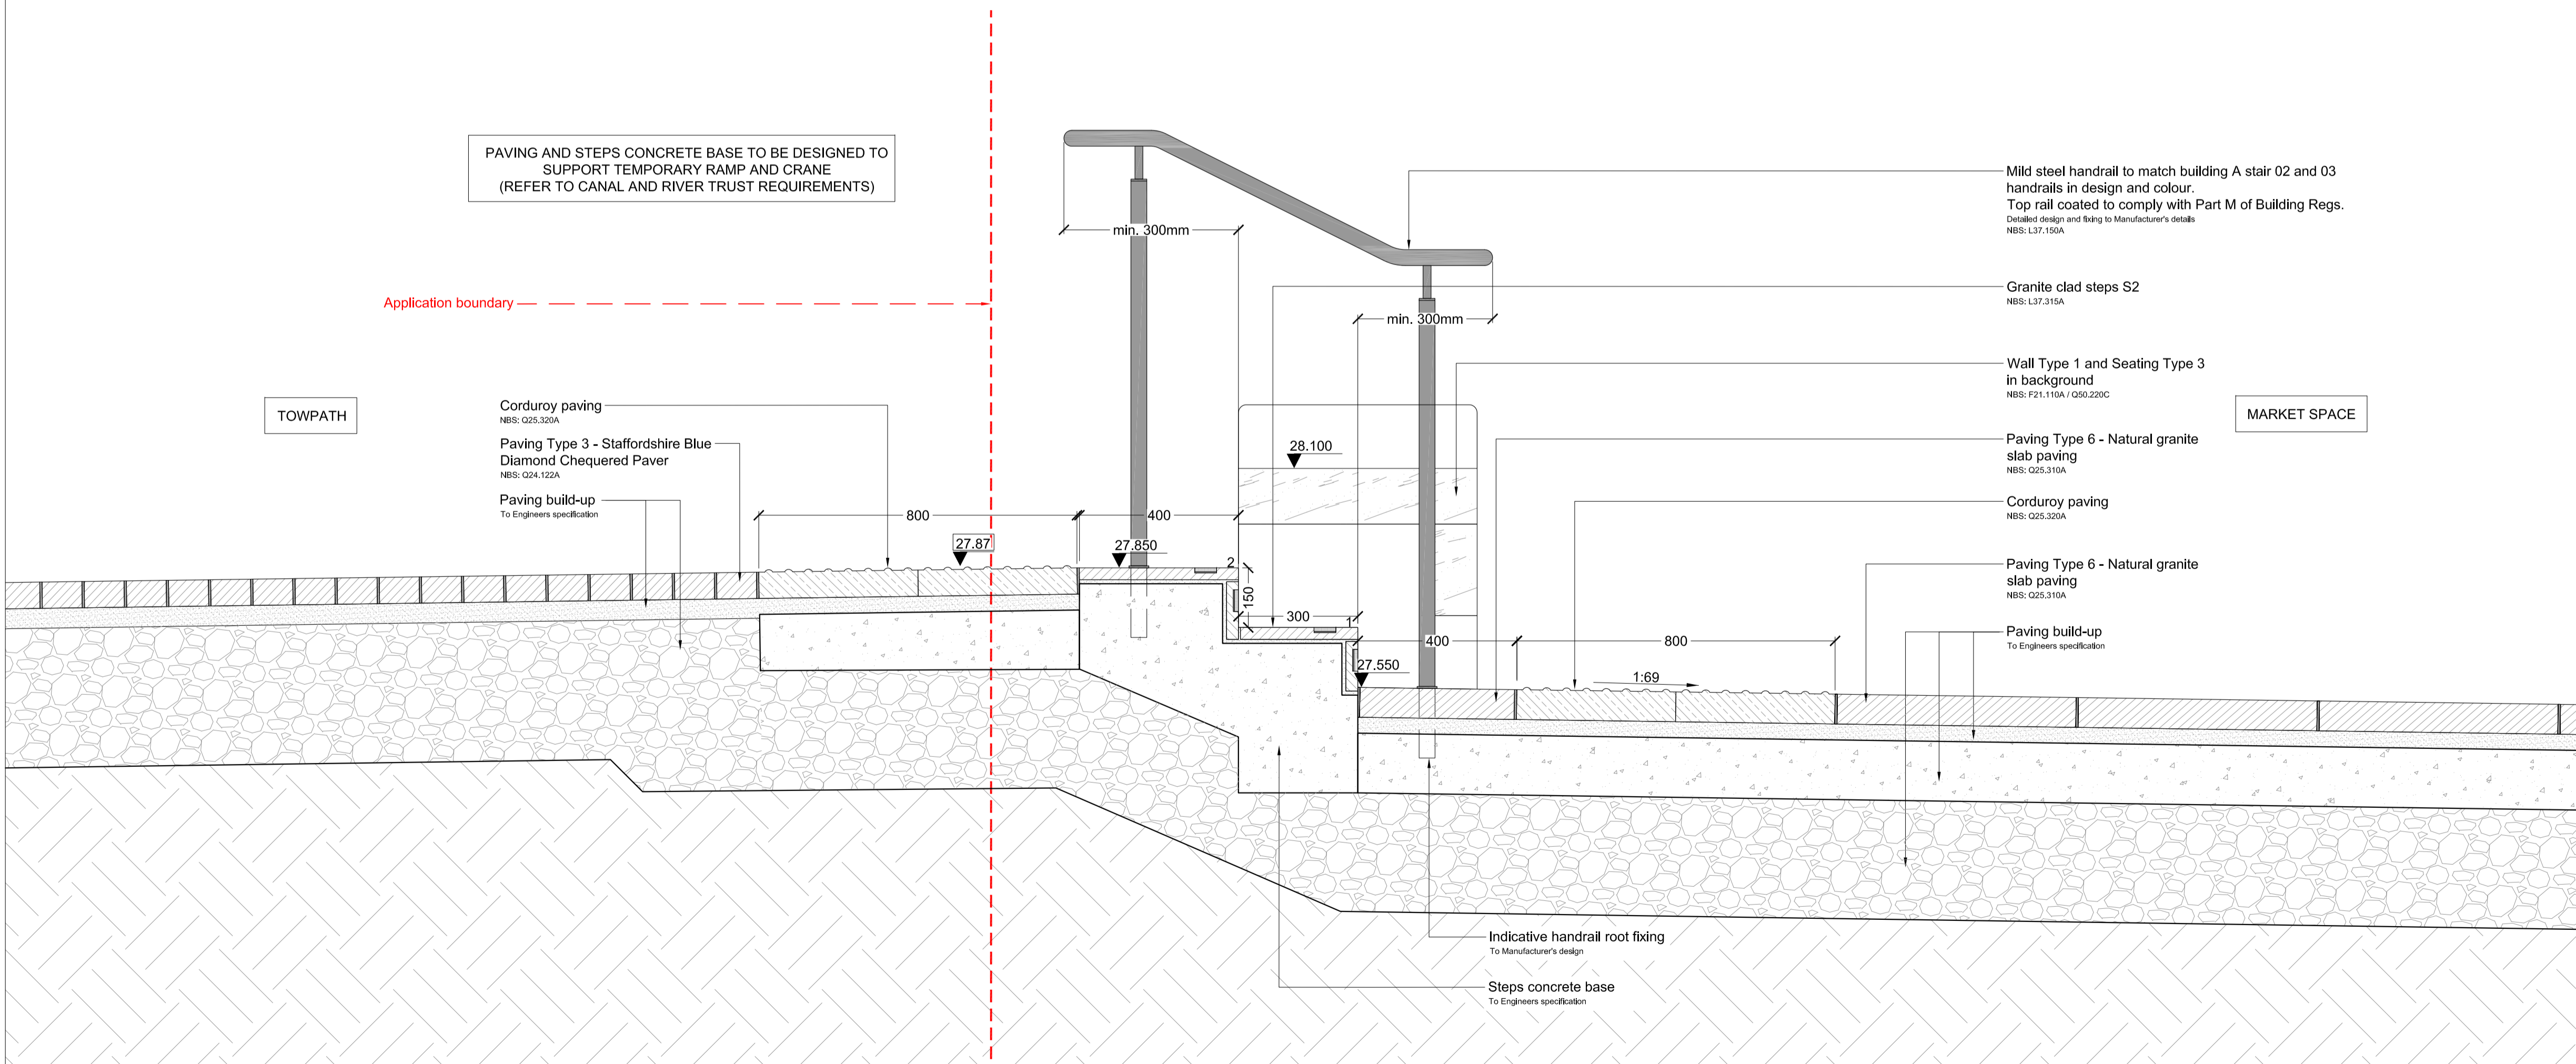 PAVING AND STEPS CONCRETE BASE TO BE DESIGNED TO
SUPPORT TEMPORARY RAMP AND CRANE
(REFER TO CANAL AND RIVER TRUST REQUIREMENTS)
Application boundary
TOWPATH
Corduroy paving
NBS: Q25.320A
Paving Type 3 - Staffordshire Blue
Diamond Chequered Paver
NBS: Q24.122A
Paving build-up
To Engineers specification
min. 300mm
min. 300mm
800
400
27.87
27.850
2
150
300
1
28.100
27.550
400
800
1:69
Mild steel handrail to match building A stair 02 and 03
handrails in design and colour.
Top rail coated to comply with Part M of Building Regs.
Detailed design and fixing to Manufacturer's details
NBS: L37.150A
Granite clad steps S2
NBS: L37.315A
Wall Type 1 and Seating Type 3
in background
NBS: F21.110A / Q50.220C
MARKET SPACE
Paving Type 6 - Natural granite
slab paving
NBS: Q25.310A
Corduroy paving
NBS: Q25.320A
Paving Type 6 - Natural granite
slab paving
NBS: Q25.310A
Paving build-up
To Engineers specification
Indicative handrail root fixing
To Manufacturer's design
Steps concrete base
To Engineers specification